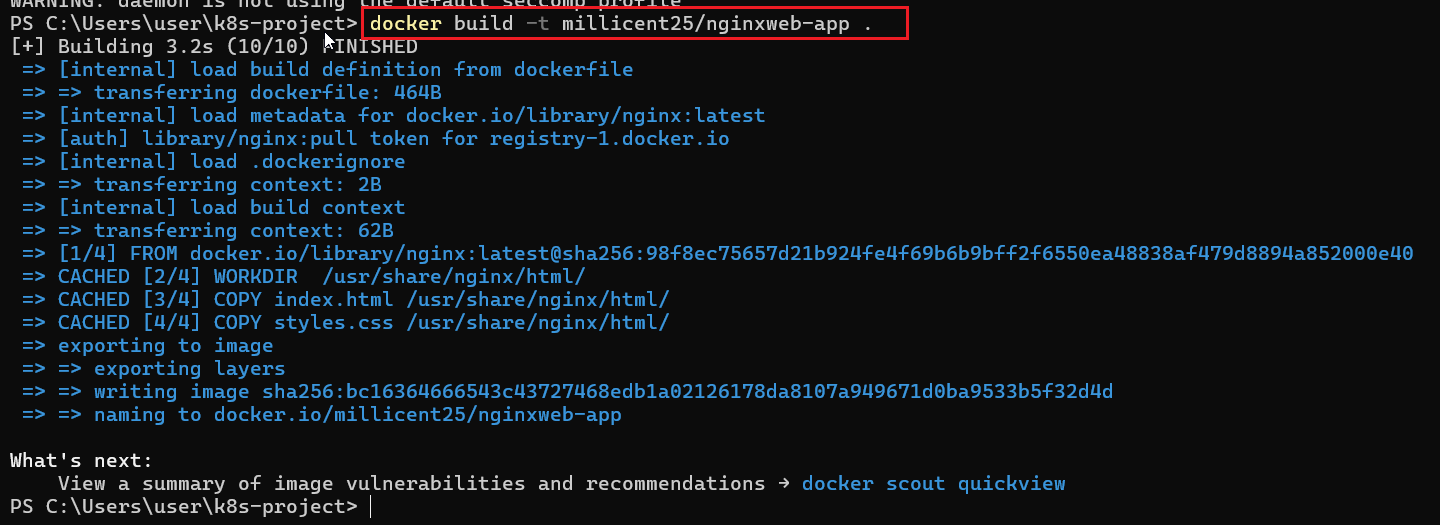 WARNING: daemon is not using the default seccomp profile
PS C:\Users\user\k8s-project> docker build -t millicent25/nginxweb-app .
[+] Building 3.2s (10/10) FINISHED
=> [internal] load build definition from dockerfile
=> => transferring dockerfile: 464B
=> [internal] load metadata for docker.io/library/nginx:latest
=> [auth] library/nginx:pull token for registry-1.docker.io
=> [internal] load .dockerignore
=> => transferring context: 2B
=> [internal] load build context
=> => transferring context: 62B
=> [1/4] FROM docker.io/library/nginx:latest@sha256:98f8ec75657d21b924fe4f69b6b9bff2f6550ea48838af479d8894a852000e40
=> CACHED [2/4] WORKDIR  /usr/share/nginx/html/
=> CACHED [3/4] COPY index.html /usr/share/nginx/html/
=> CACHED [4/4] COPY styles.css /usr/share/nginx/html/
=> exporting to image
=> => exporting layers
=> => writing image sha256:bc16364666543c43727468edb1a02126178da8107a949671d0ba9533b5f32d4d
=> => naming to docker.io/millicent25/nginxweb-app
What's next:
View a summary of image vulnerabilities and recommendations → docker scout quickview
PS C:\Users\user\k8s-project>